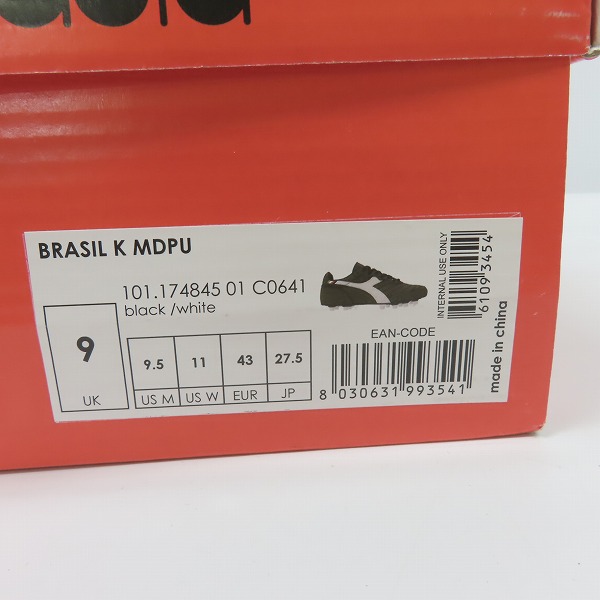 BRASIL K MDPU
101.174845 01 C0641
black /white
9
UK
9.5 11 43 27.5
US M US W EUR JP
EAN-CODE
8 030631 993541
INTERNAL USE ONLY
6109 3454
made in china